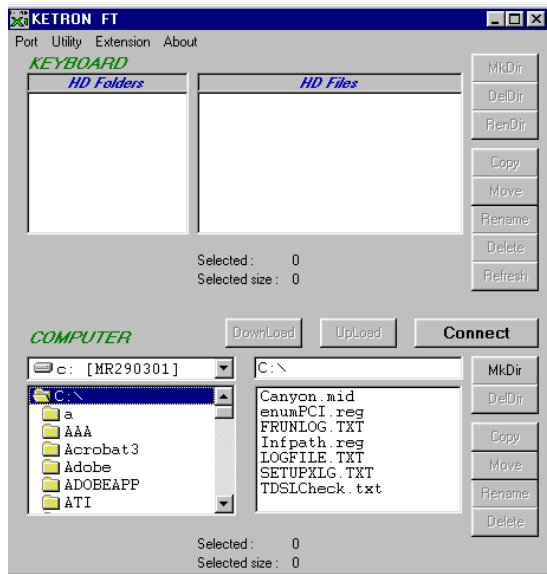 KETRON FT
Port Utility Extension About
KEYBOARD
HD Folders HD Files
MkDir
DelDir
RenDir
Copy
Move
Rename
Delete
Refresh
Selected : 0
Selected size : 0
COMPUTER DownLoad UpLoad Connect
c: [MR290301] C:\ MkDir
C:\ Canyon.mid DelDir
a enumPCI.reg
AAA FRUNLOG.TXT
Acrobat3 Infpath.reg Copy
Adobe LOGFILE.TXT Move
ADOBEAPP SETUPXLG.TXT
ATI TDSLCheck.txt Rename
Delete
Selected : 0
Selected size : 0